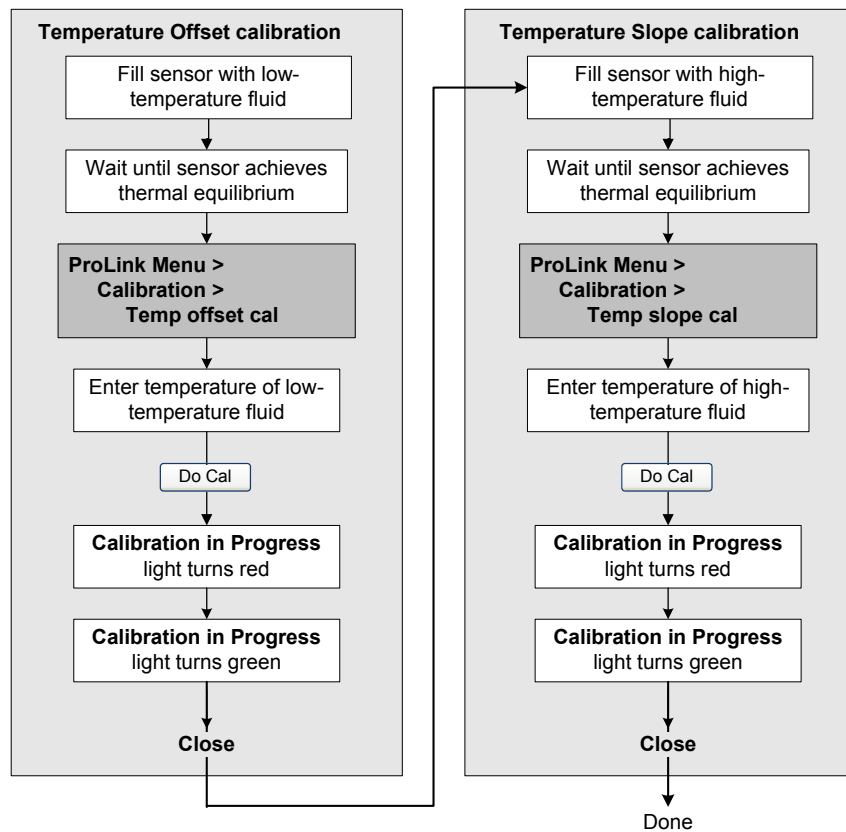 Temperature Offset calibration
Fill sensor with low-
temperature fluid
Wait until sensor achieves
thermal equilibrium
ProLink Menu >
Calibration >
Temp offset cal
Enter temperature of low-
temperature fluid
Do Cal
Calibration in Progress
light turns red
Calibration in Progress
light turns green
Close
Temperature Slope calibration
Fill sensor with high-
temperature fluid
Wait until sensor achieves
thermal equilibrium
ProLink Menu >
Calibration >
Temp slope cal
Enter temperature of high-
temperature fluid
Do Cal
Calibration in Progress
light turns red
Calibration in Progress
light turns green
Close
Done